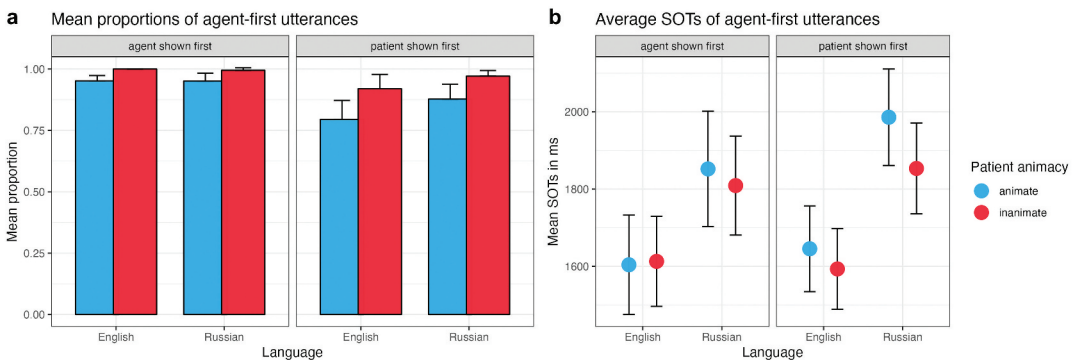 a Mean proportions of agent-first utterances
agent shown first patient shown first
1.00
0.75
0.50
0.25
0.00
Mean proportion
English Russian English Russian
Language
b Average SOTs of agent-first utterances
agent shown first patient shown first
2000
1800
1600
Mean SOTs in ms
English Russian English Russian
Language
Patient animacy
animate
inanimate